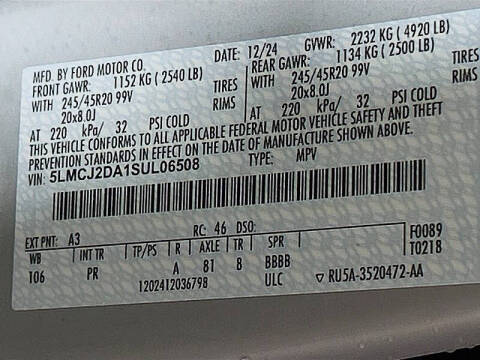 MFD. BY FORD MOTOR CO. DATE: 12/24 GVWR: 2232 KG (4920 LB)
FRONT GAWR: 1152 KG (2540 LB) REAR GAWR: 1134 KG (2500 LB)
WITH 245/45R20 99V TIRES WITH 245/45R20 99V TIRES
20x8.0J RIMS 20x8.0J RIMS
AT 220 kPa/ 32 PSI COLD AT 220 kPa/ 32 PSI COLD
THIS VEHICLE CONFORMS TO ALL APPLICABLE FEDERAL MOTOR VEHICLE SAFETY AND THEFT
PREVENTION STANDARDS IN EFFECT ON THE DATE OF MANUFACTURE SHOWN ABOVE.
VIN: 5LMCJ2DA1SUL06508 TYPE: MPV
EXT PNT: A3 RC: 46 DSO: F0089
WB INT TR TP/PS R AXLE TR SPR T0218
106 PR A 81 8 BBBB
1202412036798 ULC ▽ RU5A-3520472-AA